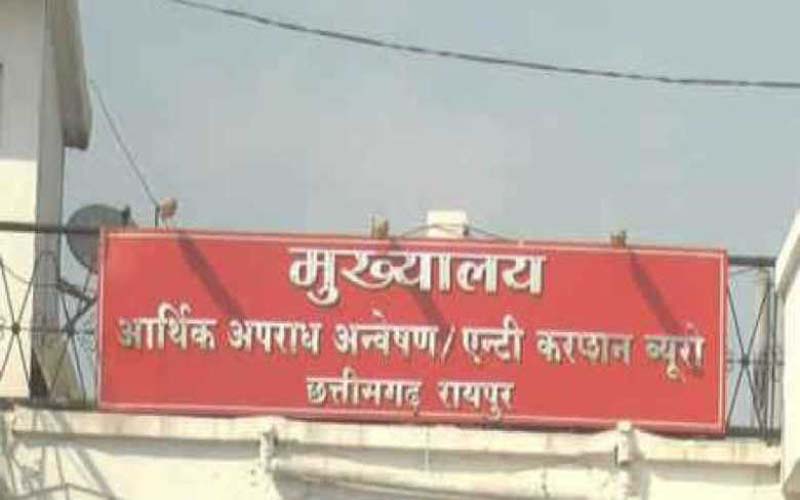 मुख्यालय
आर्थिक अपराध अन्वेषण/एन्टी करप्शन ब्यूरो
छत्तीसगढ़ रायपुर